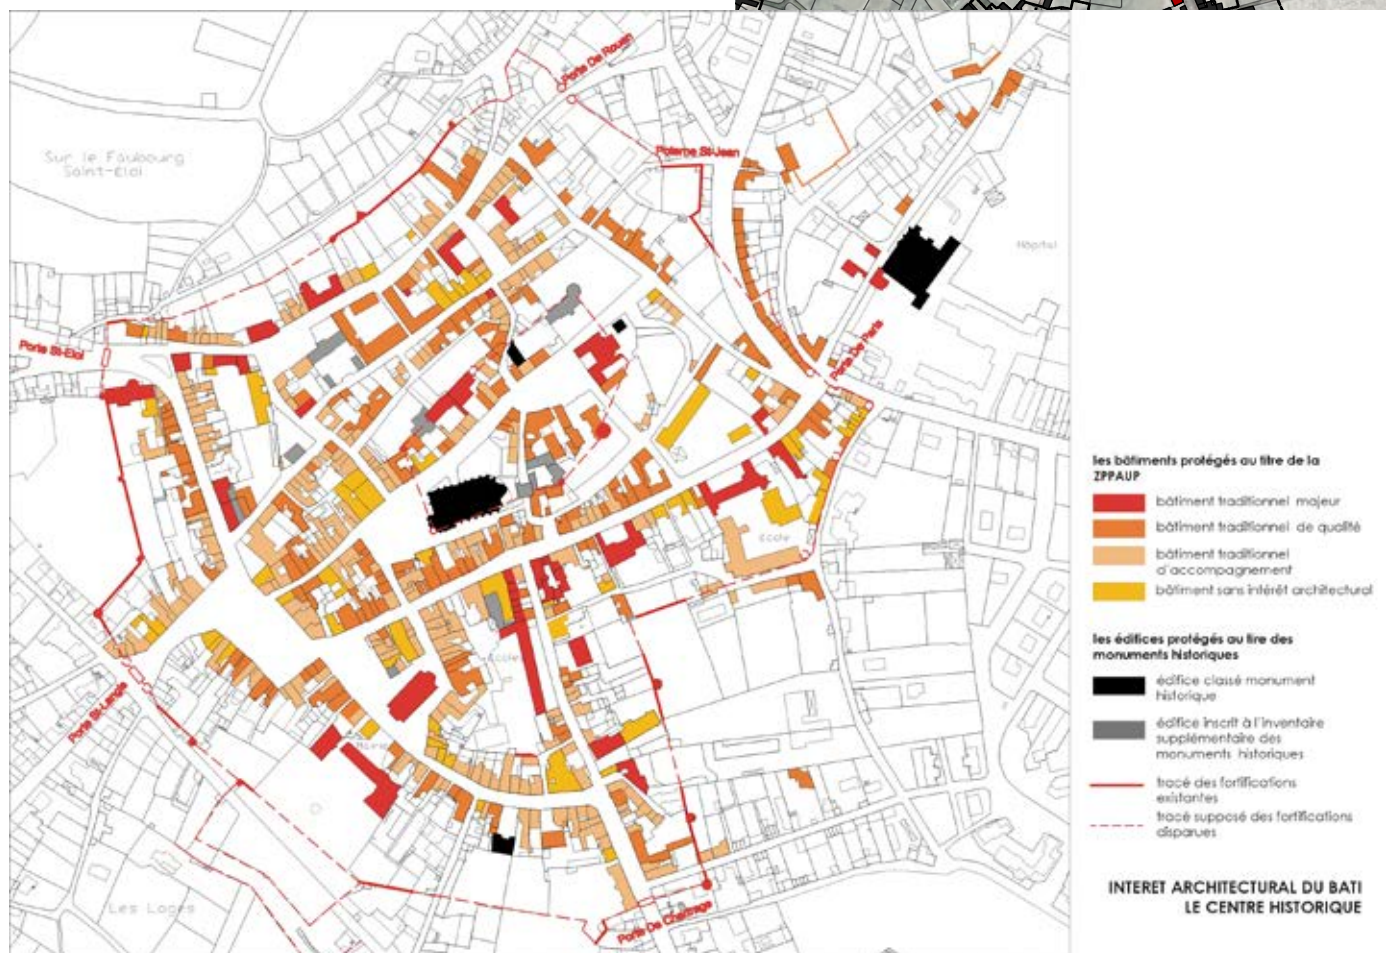 Porte De Rouen
Poterne St-Jean
Sur le Faubourg
Saint-Eloi
Hôpital
Porte St-Eloi
Porte De Paris
école
école
Porte St-Langis
Mairie
Les Loges
Porte De Chartrage
les bâtiments protégés au titre de la
ZPPAUP
bâtiment traditionnel majeur
bâtiment traditionnel de qualité
bâtiment traditionnel
d'accompagnement
bâtiment sans intérêt architectural
les édifices protégés au titre des
monuments historiques
édifice classé monument
historique
édifice inscrit à l'inventaire
supplémentaire des
monuments historiques
tracé des fortifications
existantes
tracé supposé des fortifications
disparues
INTERET ARCHITECTURAL DU BATI
LE CENTRE HISTORIQUE